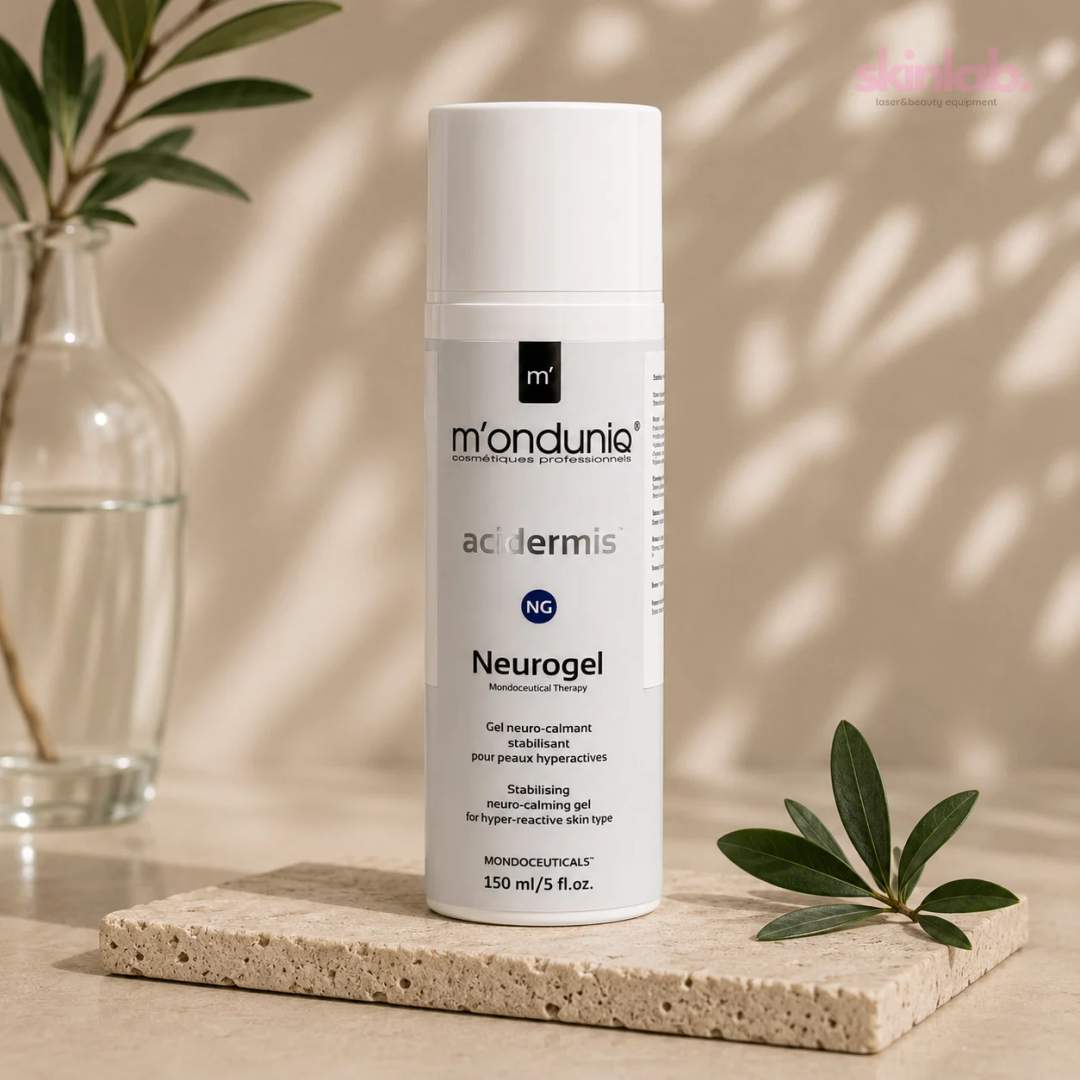 skinlab.
laser&beauty equipment
m'
m'onduniQ®
cosmétiques professionnels
acidermis™
NG
Neurogel
Mondoceutical Therapy
Gel neuro-calmant
stabilisant
pour peaux hyperactives
Stabilising
neuro-calming gel
for hyper-reactive skin type
MONDOCEUTICALS™
150 ml/5 fl.oz.